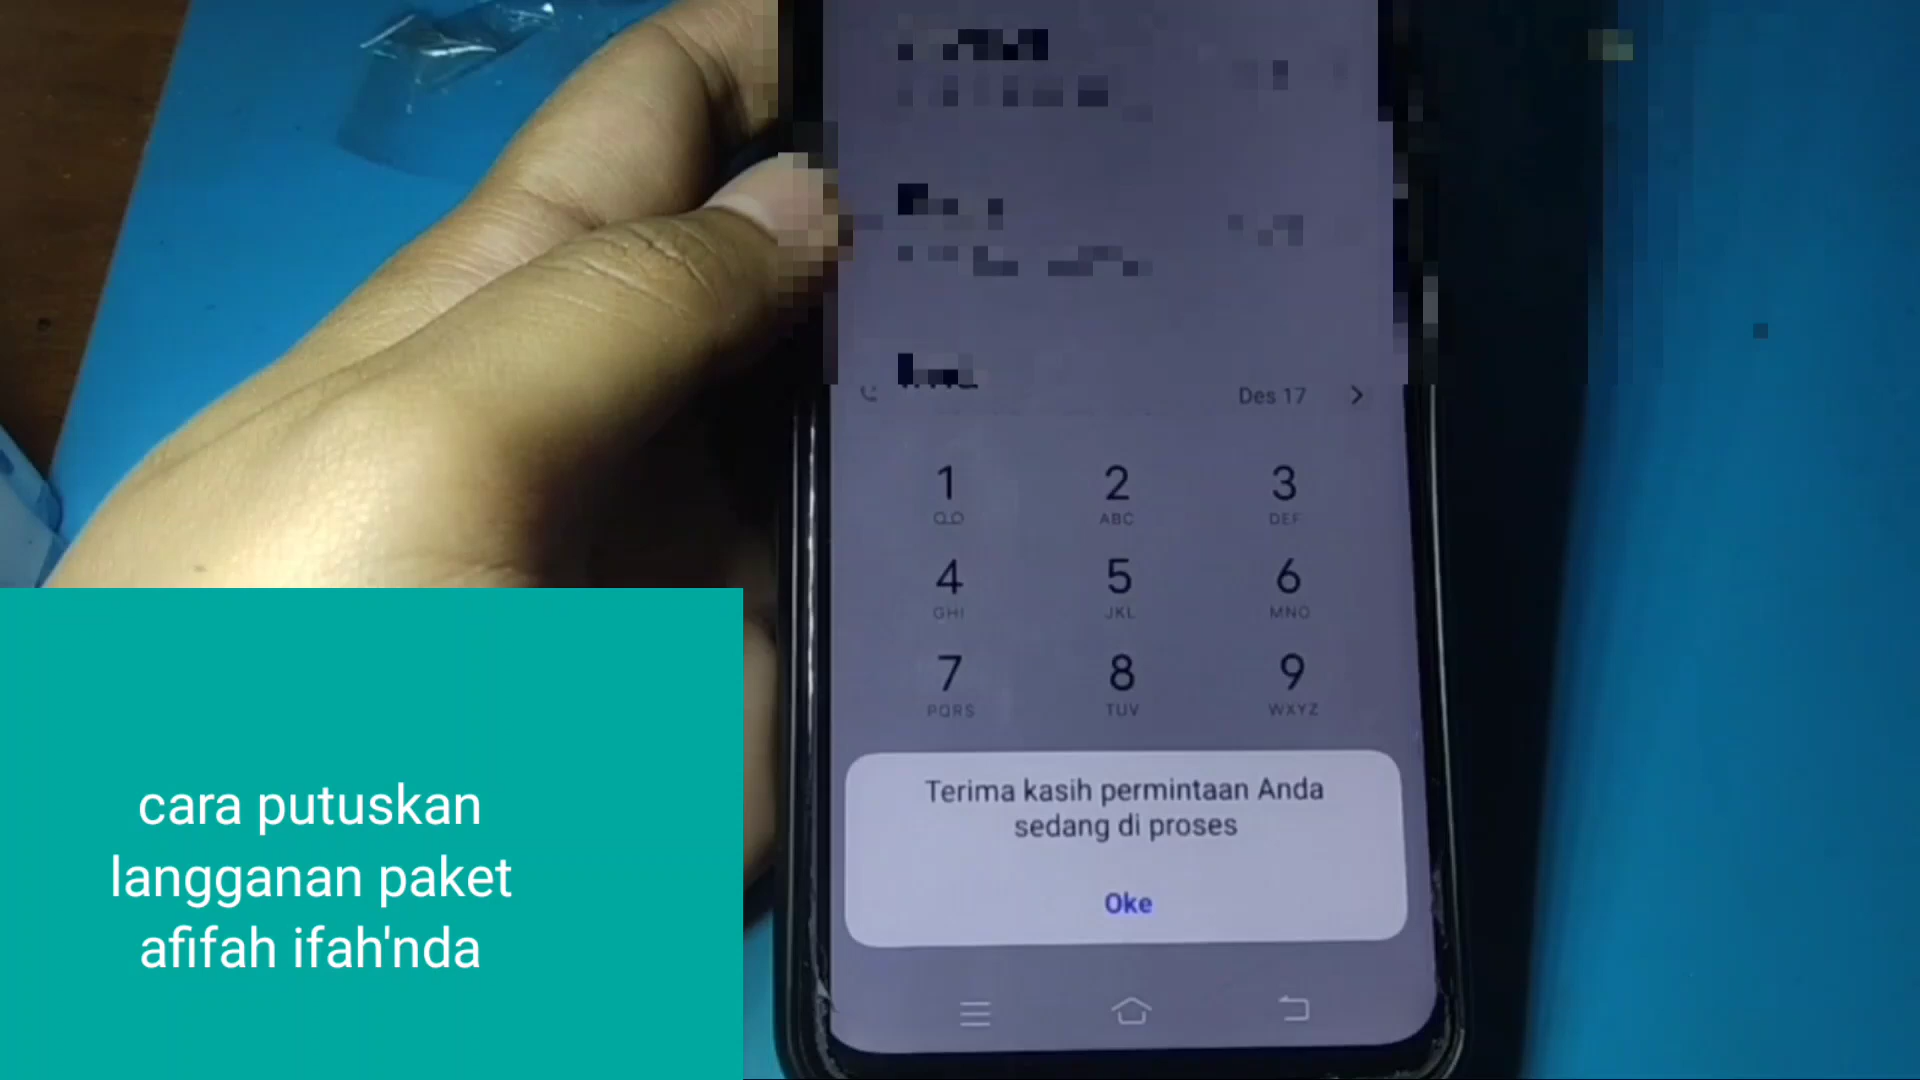 Des 17
1 2 3
ABC DEF
4 5 6
GHI JKL MNO
7 8 9
PQRS TUV WXYZ
Terima kasih permintaan Anda
sedang di proses
Oke
cara putuskan
langganan paket
afifah ifah'nda